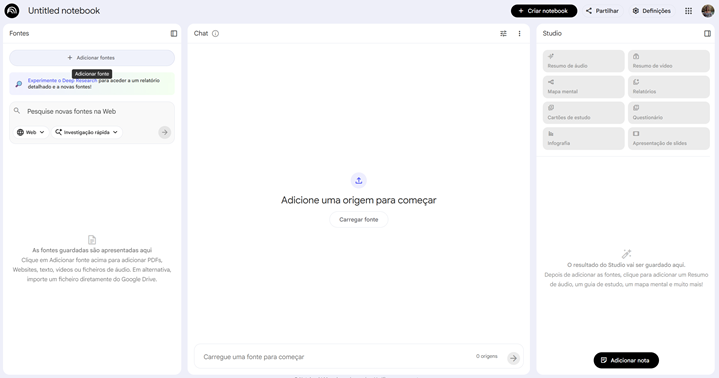 Untitled notebook
+ Criar notebook
Partilhar
Definições
Fontes
+ Adicionar fontes
Adicionar fonte
Experimente o Deep Research para aceder a um relatório
detalhado e a novas fontes!
Pesquise novas fontes na Web
Web
Investigação rápida
As fontes guardadas são apresentadas aqui
Clique em Adicionar fonte acima para adicionar PDFs,
Websites, texto, vídeos ou ficheiros de áudio. Em alternativa,
importe um ficheiro diretamente do Google Drive.
Chat
Adicione uma origem para começar
Carregar fonte
Carregue uma fonte para começar
0 origens
Studio
Resumo de áudio
Resumo de vídeo
Mapa mental
Relatórios
Cartões de estudo
Questionário
Infografia
Apresentação de slides
O resultado do Studio vai ser guardado aqui.
Depois de adicionar as fontes, clique para adicionar um Resumo
de áudio, um guia de estudo, um mapa mental e muito mais!
Adicionar nota